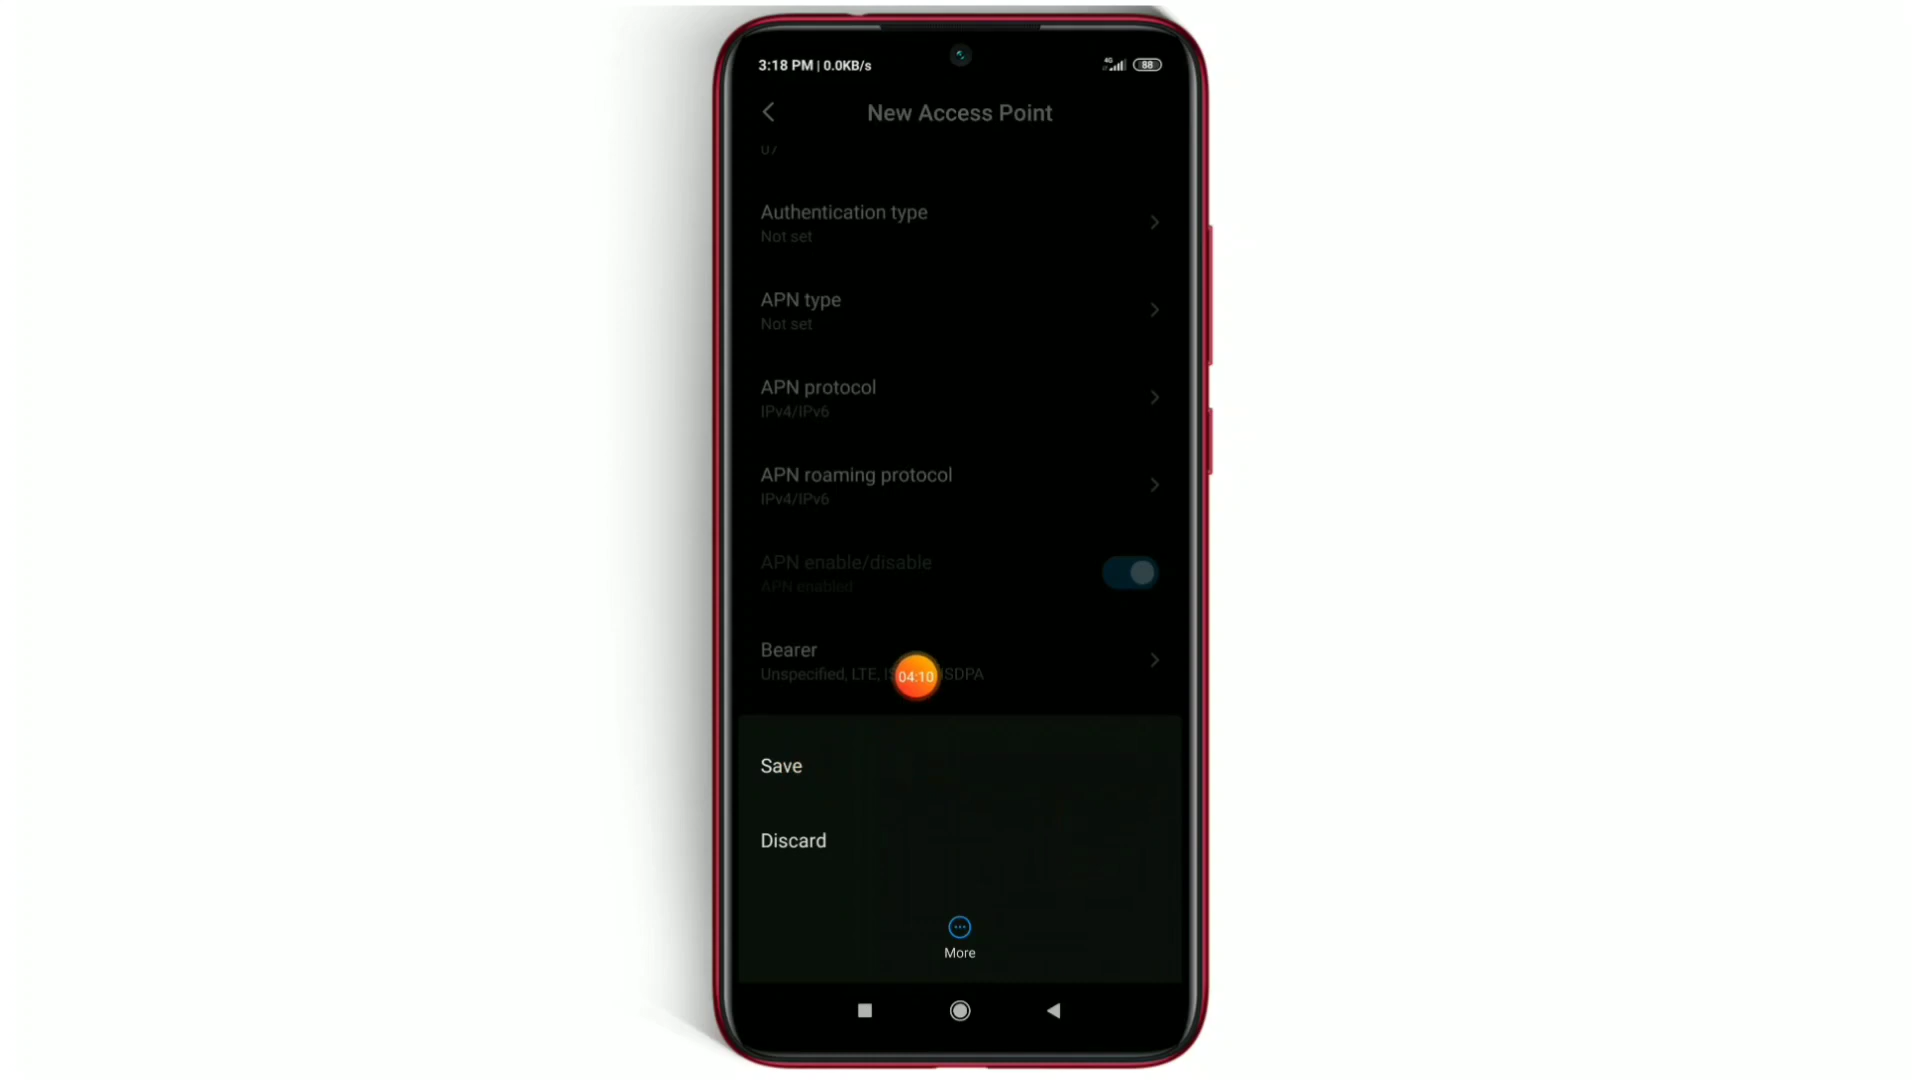 3:18 PM | 0.0KB/s
4G
88
New Access Point
Authentication type
Not set
APN type
Not set
APN protocol
IPv4/IPv6
APN roaming protocol
IPv4/IPv6
APN enable/disable
APN enabled
Bearer
Unspecified, LTE,
04:10
Save
Discard
More